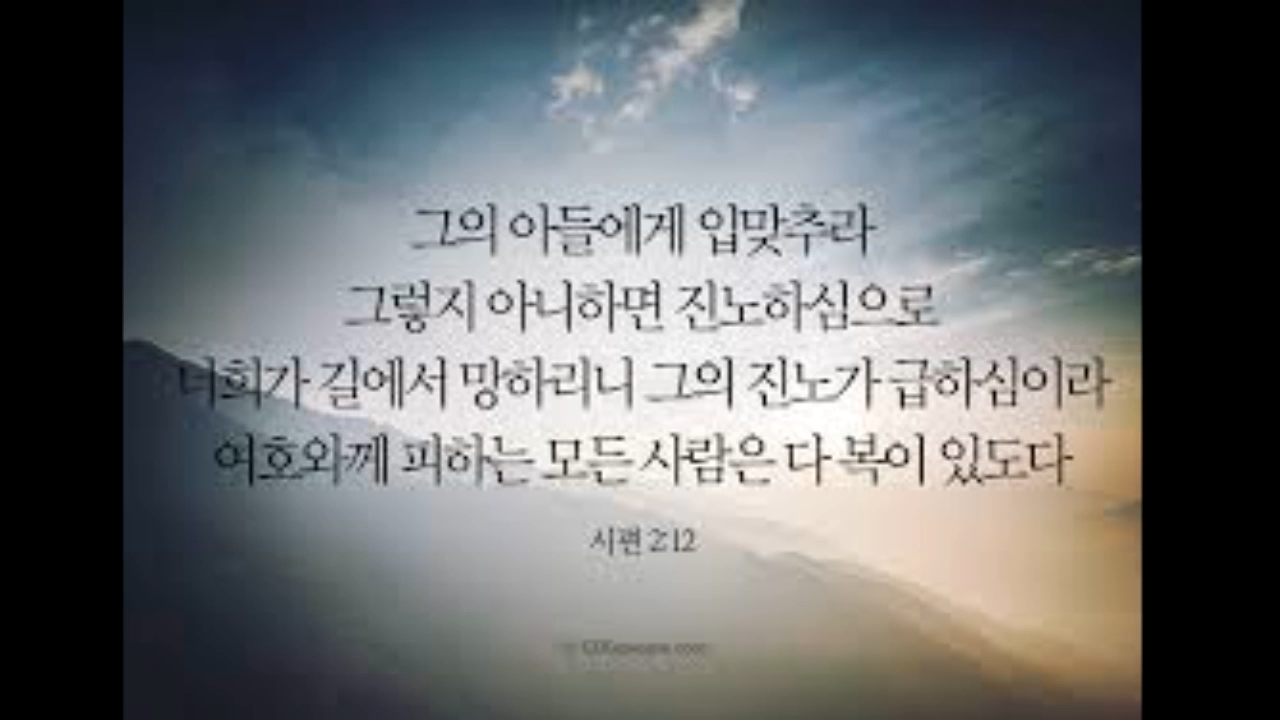 그의 아들에게 입맞추라
그렇지 아니하면 진노하심으로
너희가 길에서 망하리니 그의 진노가 급하심이라
여호와께 피하는 모든 사람은 다 복이 있도다
시편 2:12